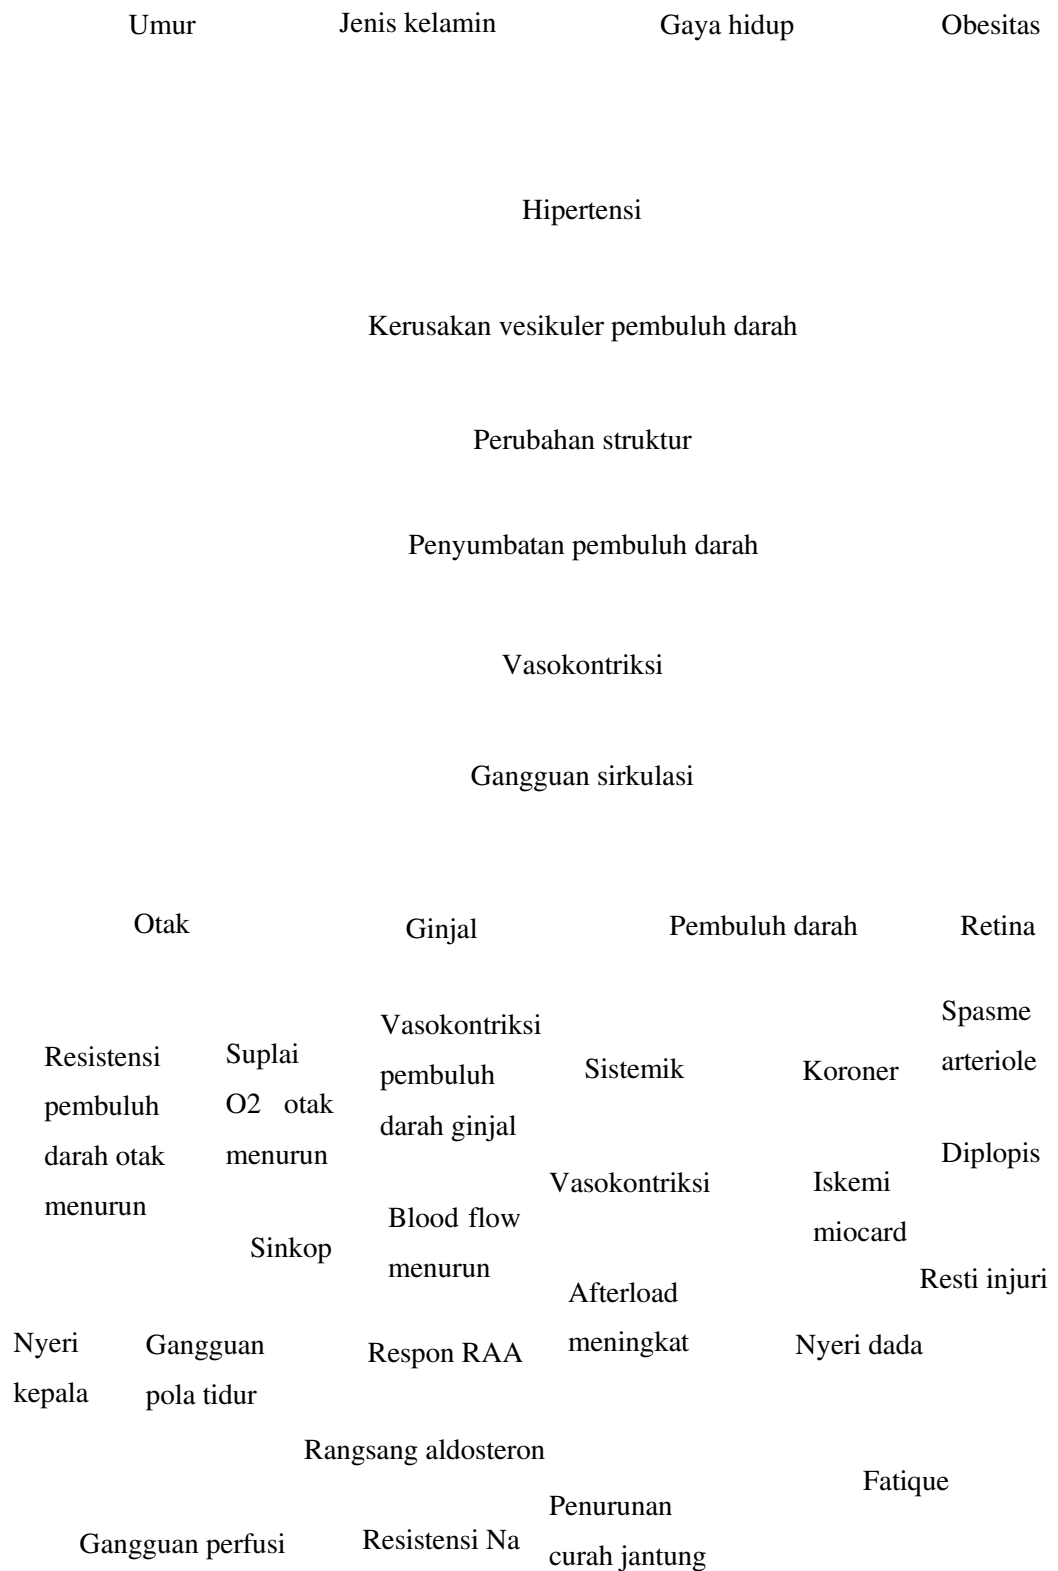 Umur
Jenis kelamin
Gaya hidup
Obesitas
Hipertensi
Kerusakan vesikuler pembuluh darah
Perubahan struktur
Penyumbatan pembuluh darah
Vasokontriksi
Gangguan sirkulasi
Otak
Ginjal
Pembuluh darah
Retina
Resistensi
pembuluh
darah otak
menurun
Suplai
O2 otak
menurun
Sinkop
Nyeri
kepala
Gangguan
pola tidur
Gangguan perfusi
Vasokontriksi
pembuluh
darah ginjal
Blood flow
menurun
Respon RAA
Rangsang aldosteron
Resistensi Na
Sistemik
Vasokontriksi
Afterload
meningkat
Penurunan
curah jantung
Koroner
Iskemi
miocard
Nyeri dada
Fatique
Spasme
arteriole
Diplopis
Resti injuri